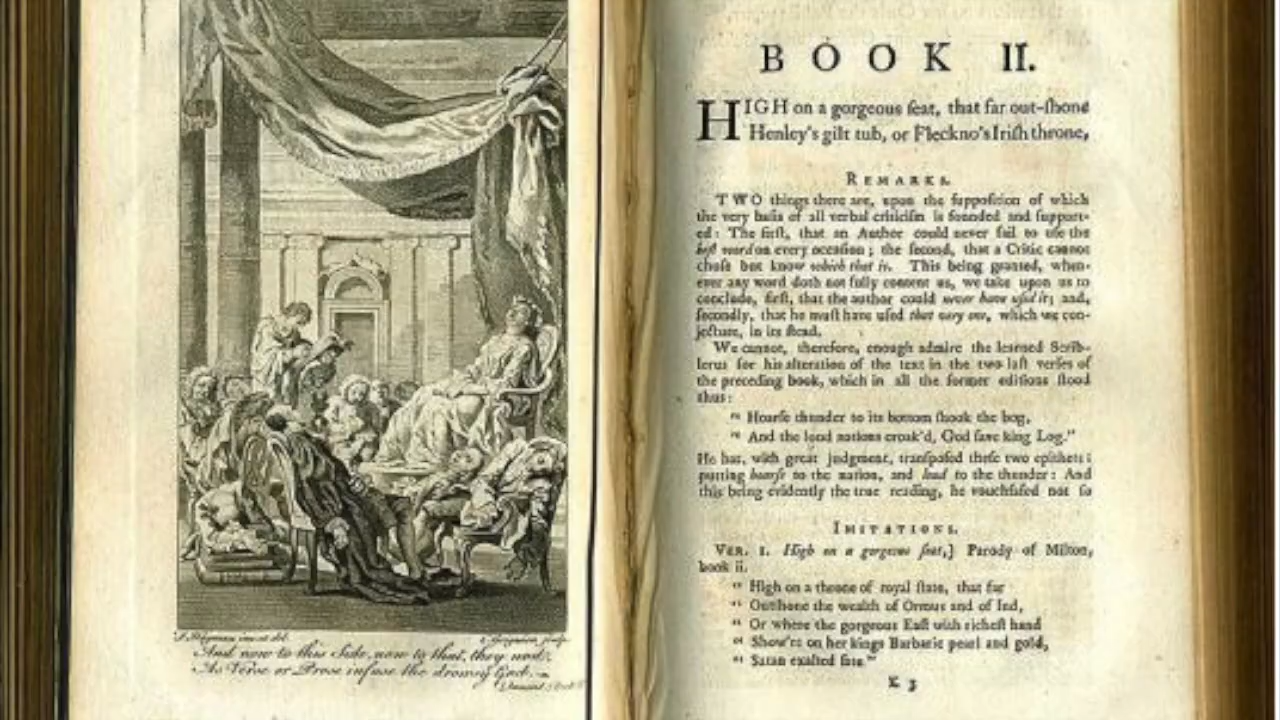 F. Hayman inv. et del. C. Grignion sculp.
And now to this Side, now to that, they nod,
As Verse or Prose infuse the drowzy God.
Dunciad, Book
BOOK II.
HIGH on a gorgeous ſeat, that far out-ſhone
Henley's gilt tub, or Fleckno's Iriſh throne,
REMARKS.
TWO things there are, upon the ſuppoſition of which
the very baſis of all verbal criticiſm is founded and ſupport-
ed: The firſt, that an Author could never fail to uſe the
beſt word on every occaſion; the ſecond, that a Critic cannot
chuſe but know which that is. This being granted, when-
ever any word doth not fully content us, we take upon us to
conclude, firſt, that the author could never have uſed it; and,
ſecondly, that he muſt have uſed that very one, which we con-
jecture, in its ſtead.
We cannot, therefore, enough admire the learned Scrib-
lerus for his alteration of the text in the two laſt verſes of
the preceding book, which in all the former editions ſtood
thus:
“ Hoarſe thunder to its bottom ſhook the bog,
“ And the loud nations croak'd, God ſave king Log.”
He has, with great judgment, tranſpoſed theſe two epithets;
putting hoarſe to the nation, and loud to the thunder: And
this being evidently the true reading, he vouchſafed not ſo
IMITATIONS.
VER. 1. High on a gorgeous ſeat,] Parody of Milton,
book ii.
“ High on a throne of royal ſtate, that far
“ Outſhone the wealth of Ormus and of Ind,
“ Or where the gorgeous Eaſt with richeſt hand
“ Show'rs on her kings Barbaric pearl and gold,
“ Satan exalted ſate.”
K 3